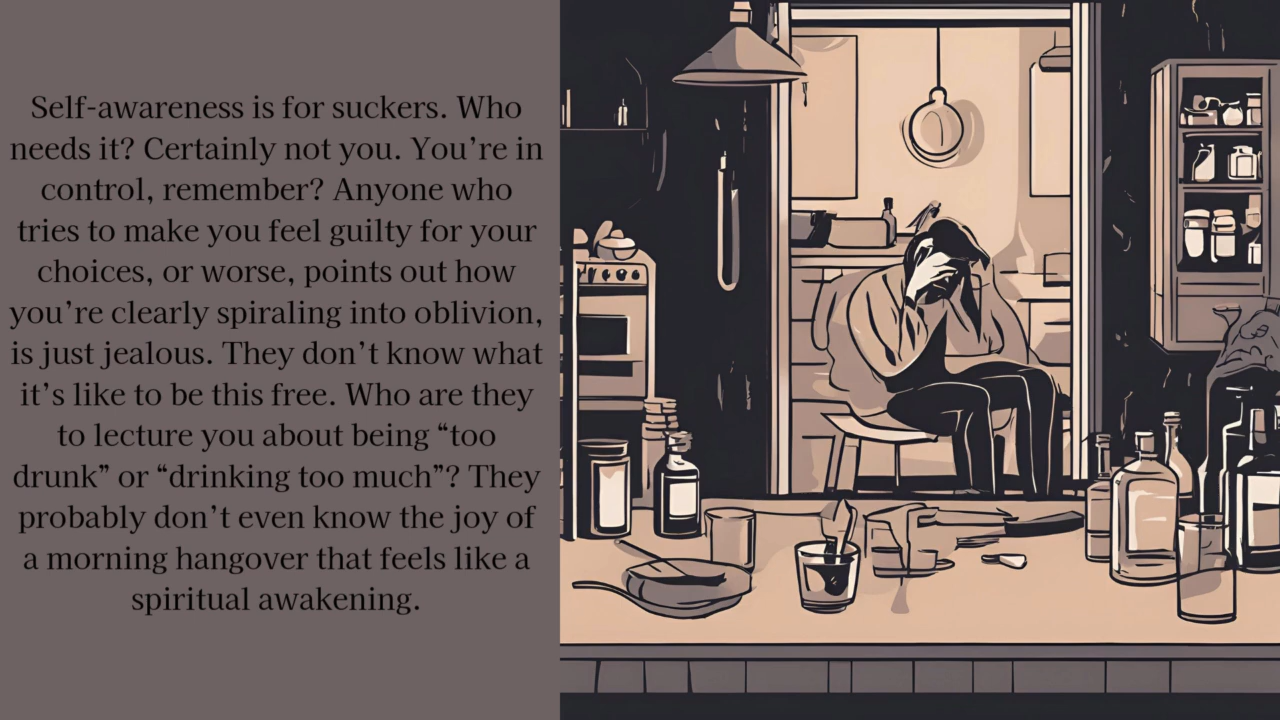 Self-awareness is for suckers. Who
needs it? Certainly not you. You’re in
control, remember? Anyone who
tries to make you feel guilty for your
choices, or worse, points out how
you’re clearly spiraling into oblivion,
is just jealous. They don’t know what
it’s like to be this free. Who are they
to lecture you about being “too
drunk” or “drinking too much”? They
probably don’t even know the joy of
a morning hangover that feels like a
spiritual awakening.